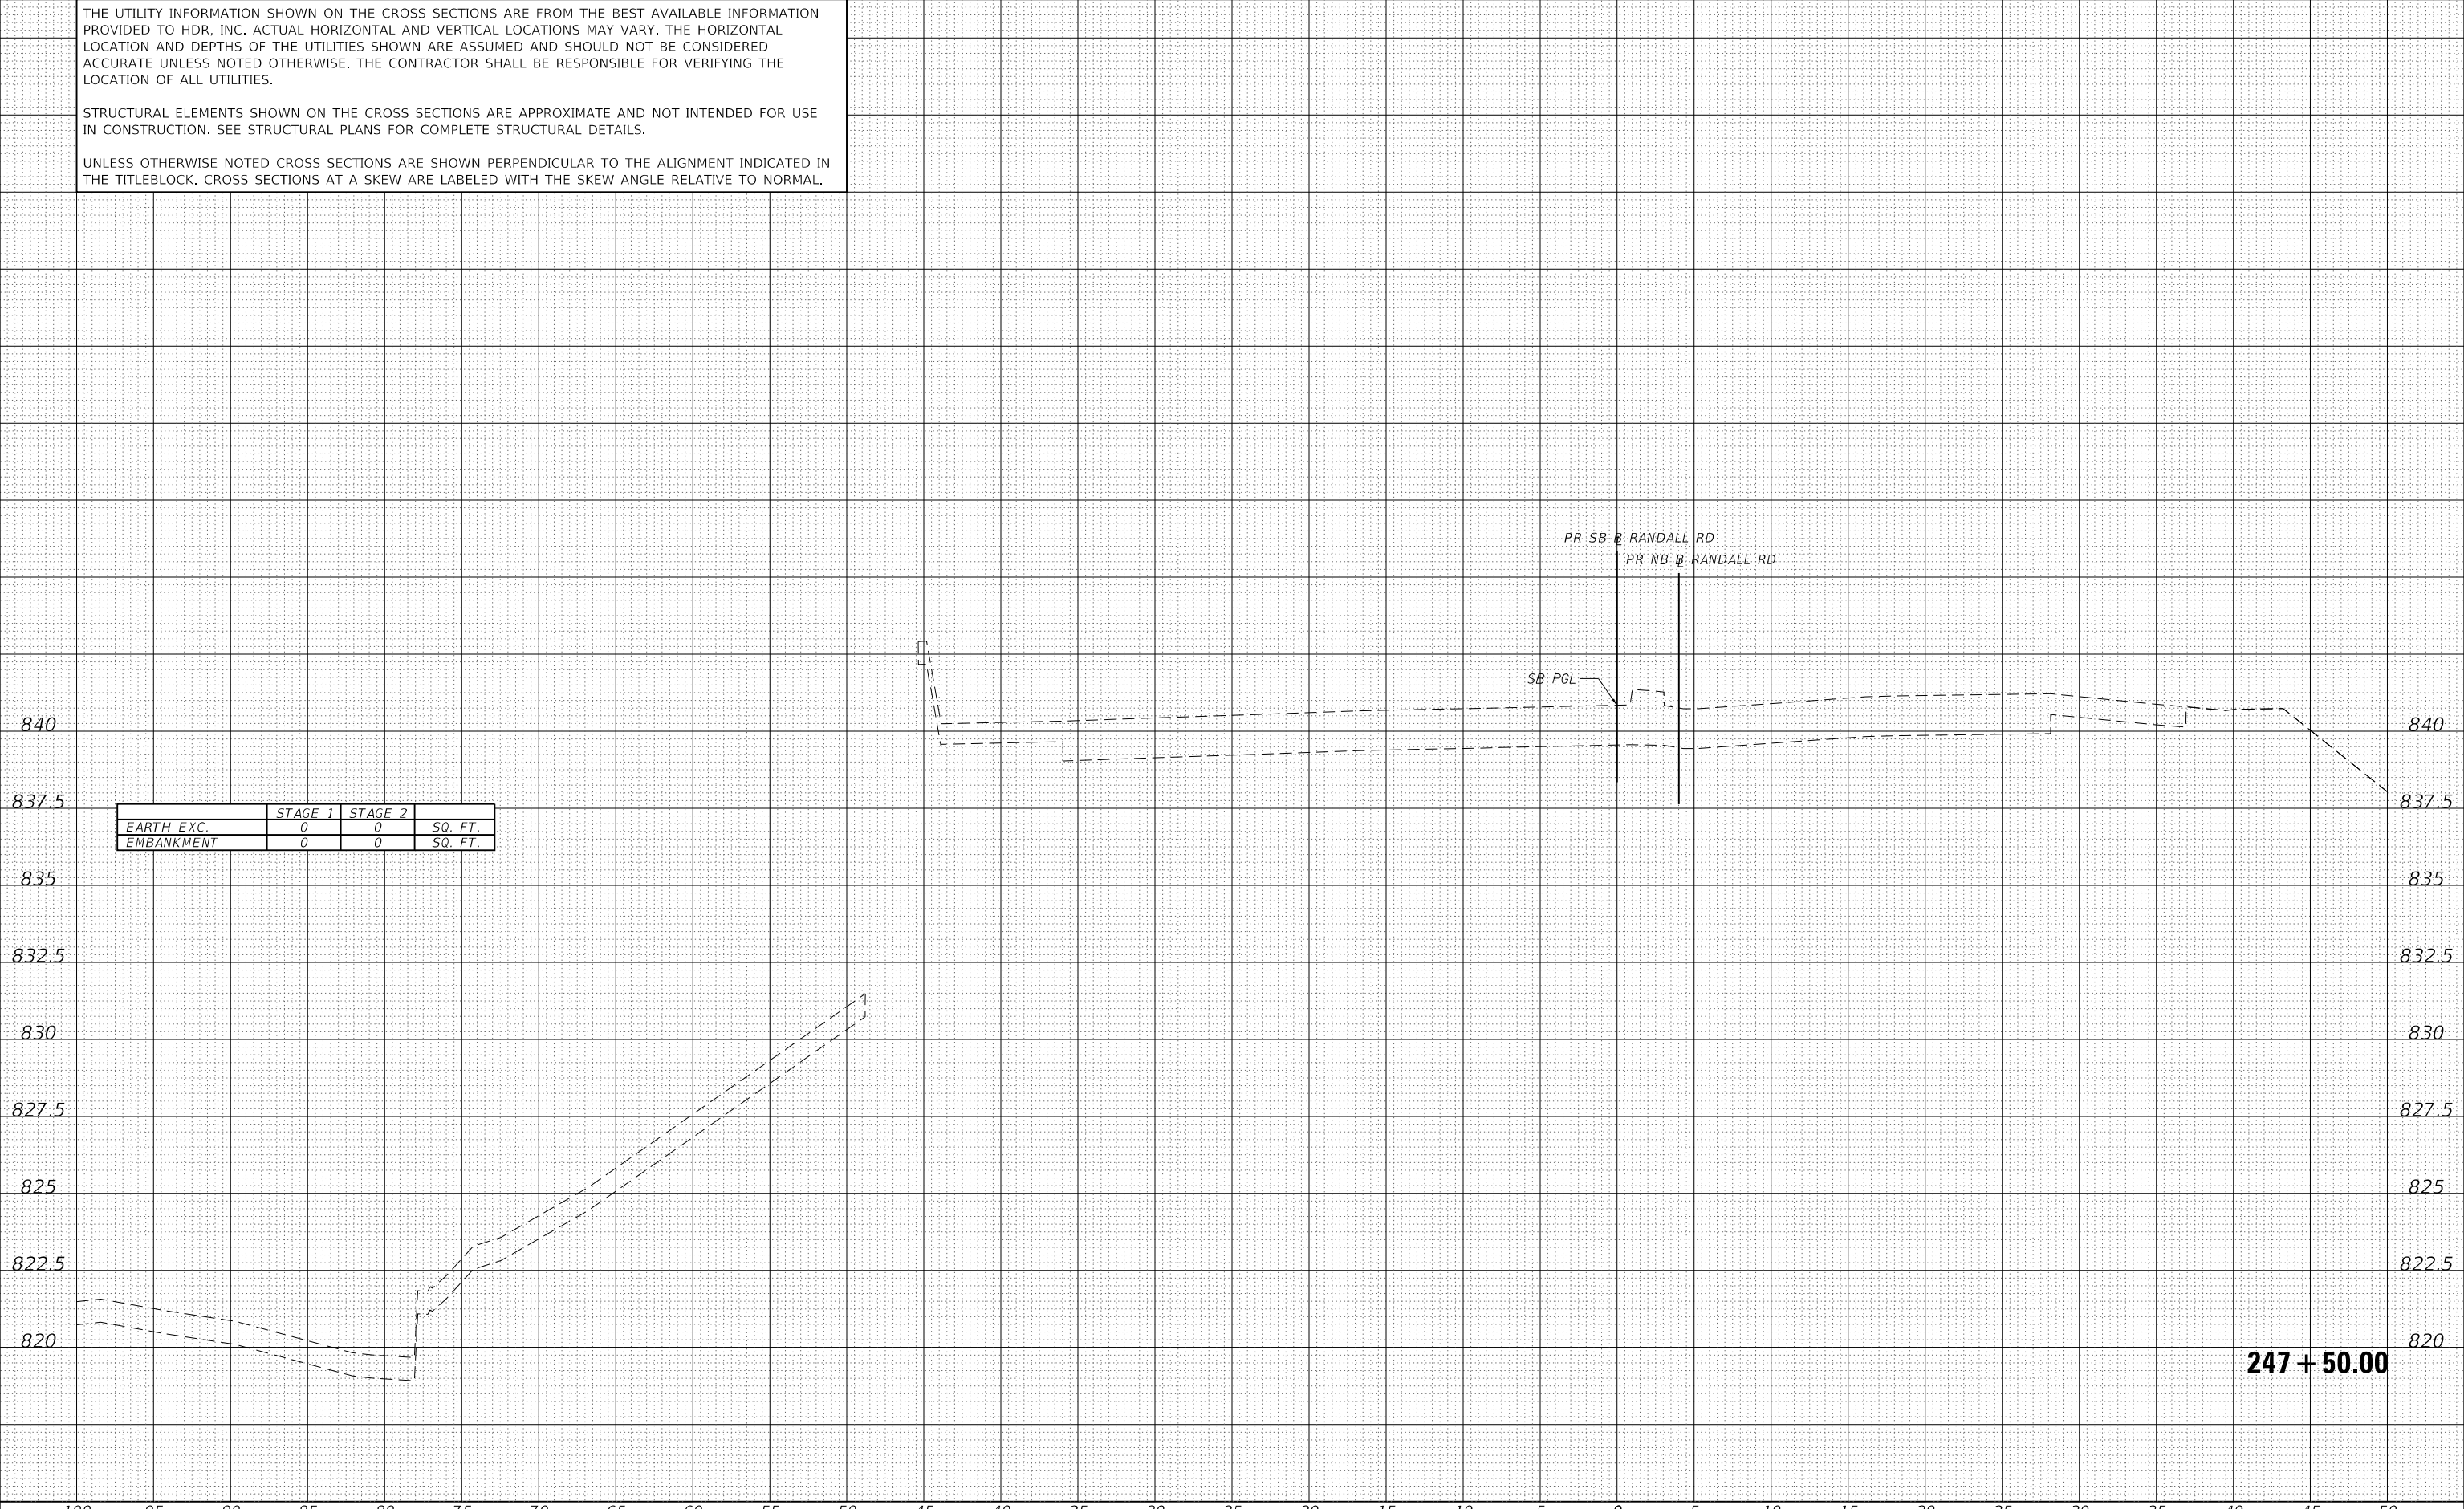 THE UTILITY INFORMATION SHOWN ON THE CROSS SECTIONS ARE FROM THE BEST AVAILABLE INFORMATION
PROVIDED TO HDR, INC. ACTUAL HORIZONTAL AND VERTICAL LOCATIONS MAY VARY. THE HORIZONTAL
LOCATION AND DEPTHS OF THE UTILITIES SHOWN ARE ASSUMED AND SHOULD NOT BE CONSIDERED
ACCURATE UNLESS NOTED OTHERWISE. THE CONTRACTOR SHALL BE RESPONSIBLE FOR VERIFYING THE
LOCATION OF ALL UTILITIES.
STRUCTURAL ELEMENTS SHOWN ON THE CROSS SECTIONS ARE APPROXIMATE AND NOT INTENDED FOR USE
IN CONSTRUCTION. SEE STRUCTURAL PLANS FOR COMPLETE STRUCTURAL DETAILS.
UNLESS OTHERWISE NOTED CROSS SECTIONS ARE SHOWN PERPENDICULAR TO THE ALIGNMENT INDICATED IN
THE TITLEBLOCK. CROSS SECTIONS AT A SKEW ARE LABELED WITH THE SKEW ANGLE RELATIVE TO NORMAL.
PR SB B RANDALL RD
PR NB B RANDALL RD
SB PGL
840 840
837.5 837.5
STAGE 1 STAGE 2
EARTH EXC. 0 0 SQ. FT.
EMBANKMENT 0 0 SQ. FT.
835 835
832.5 832.5
830 830
827.5 827.5
825 825
822.5 822.5
820 820
247+50.00